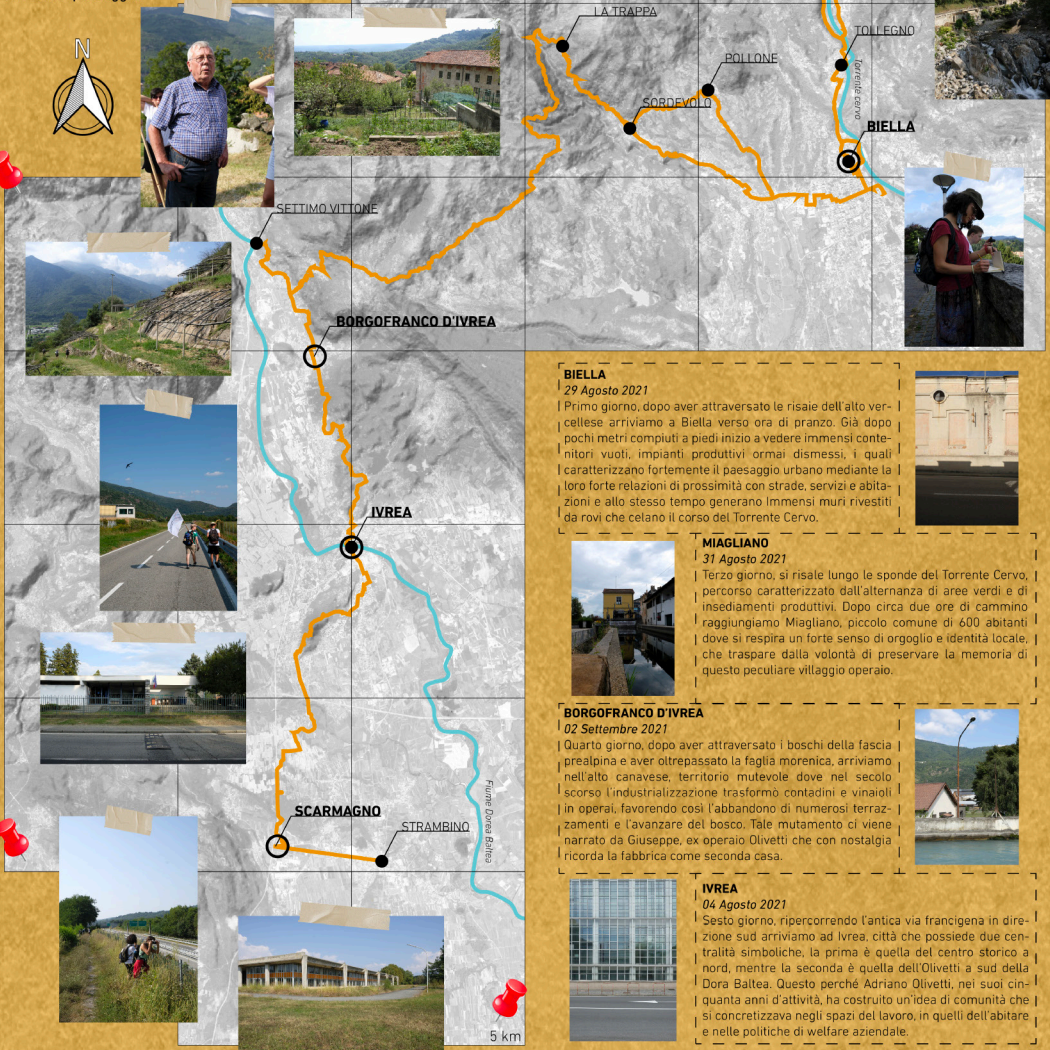 N
LA TRAPPA
TOLLEGNO
POLLONE
Torrente cervo
SORDEVOLO
BIELLA
SETTIMO VITTONE
BORGOFRANCO D'IVREA
IVREA
SCARMAGNO
STRAMBINO
Fiume Dorea Baltea
5 km
BIELLA
29 Agosto 2021
Primo giorno, dopo aver attraversato le risaie dell'alto ver-
cellese arriviamo a Biella verso ora di pranzo. Già dopo
pochi metri compiuti a piedi inizio a vedere immensi conte-
nitori vuoti, impianti produttivi ormai dismessi, i quali
caratterizzano fortemente il paesaggio urbano mediante la
loro forte relazioni di prossimità con strade, servizi e abita-
zioni e allo stesso tempo generano Immensi muri rivestiti
da rovi che celano il corso del Torrente Cervo.
MIAGLIANO
31 Agosto 2021
Terzo giorno, si risale lungo le sponde del Torrente Cervo,
percorso caratterizzato dall'alternanza di aree verdi e di
insediamenti produttivi. Dopo circa due ore di cammino
raggiungiamo Miagliano, piccolo comune di 600 abitanti
dove si respira un forte senso di orgoglio e identità locale,
che traspare dalla volontà di preservare la memoria di
questo peculiare villaggio operaio.
BORGOFRANCO D'IVREA
02 Settembre 2021
Quarto giorno, dopo aver attraversato i boschi della fascia
prealpina e aver oltrepassato la faglia morenica, arriviamo
nell'alto canavese, territorio mutevole dove nel secolo
scorso l'industrializzazione trasformò contadini e vinaioli
in operai, favorendo così l'abbandono di numerosi terraz-
zamenti e l'avanzare del bosco. Tale mutamento ci viene
narrato da Giuseppe, ex operaio Olivetti che con nostalgia
ricorda la fabbrica come seconda casa.
IVREA
04 Agosto 2021
Sesto giorno, ripercorrendo l'antica via francigena in dire-
zione sud arriviamo ad Ivrea, città che possiede due cen-
tralità simboliche, la prima è quella del centro storico a
nord, mentre la seconda è quella dell'Olivetti a sud della
Dora Baltea. Questo perché Adriano Olivetti, nei suoi cin-
quanta anni d'attività, ha costruito un'idea di comunità che
si concretizzava negli spazi del lavoro, in quelli dell'abitare
e nelle politiche di welfare aziendale.